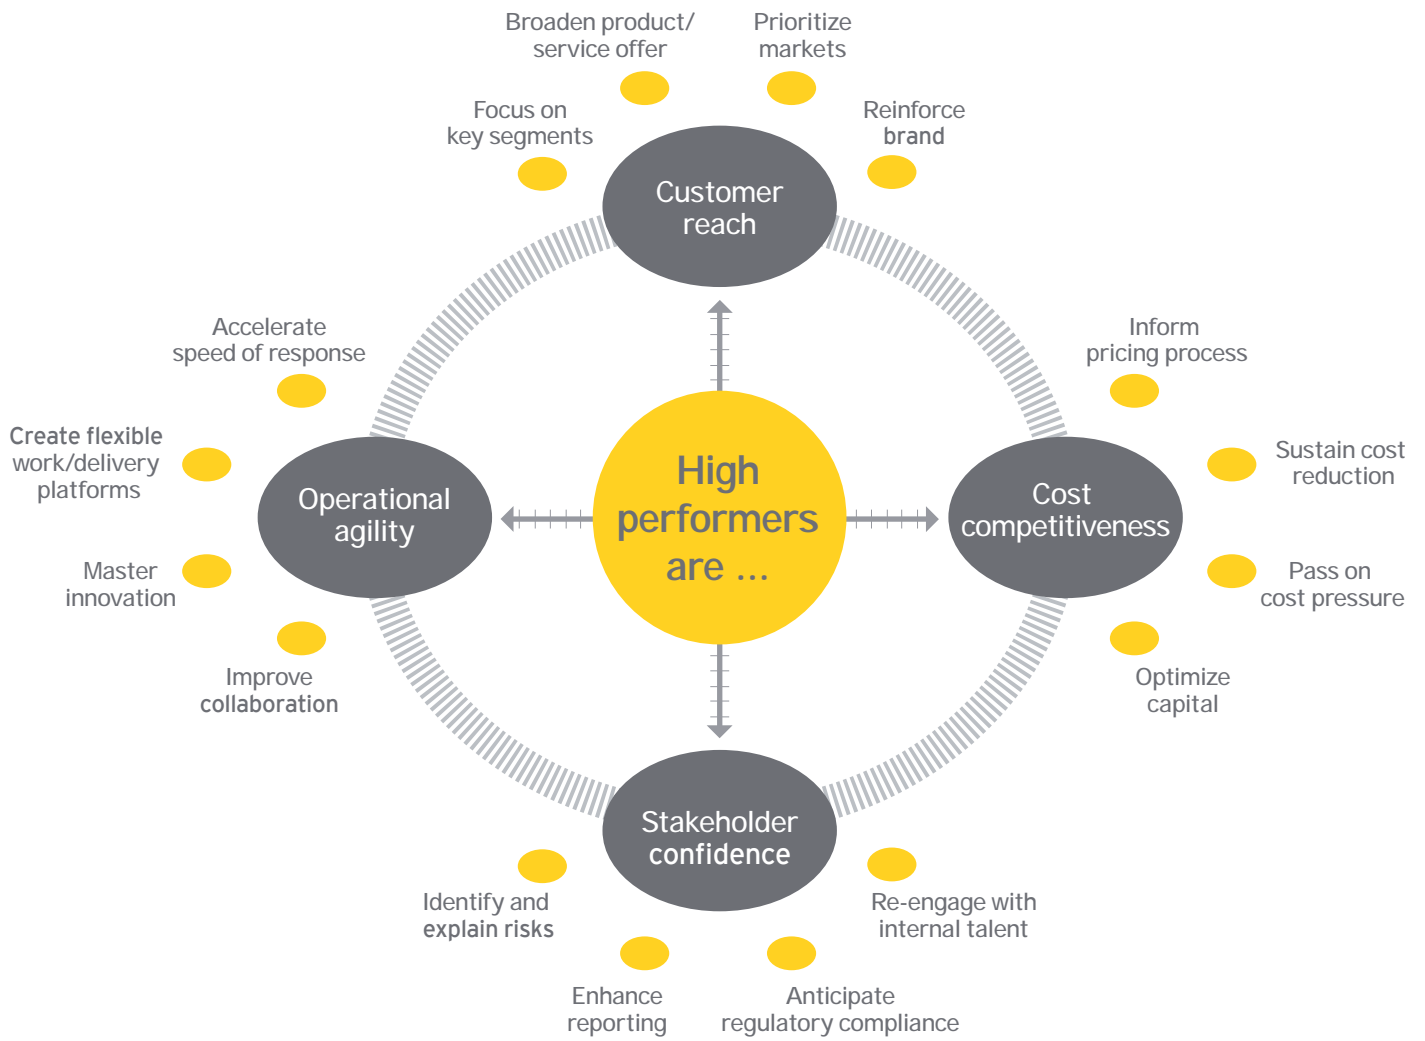 Broaden product/
service offer
Prioritize
markets
Focus on
key segments
Reinforce
brand
Customer
reach
Accelerate
speed of response
Inform
pricing process
Create flexible
work/delivery
platforms
Sustain cost
reduction
Operational
agility
High
performers
are ...
Cost
competitiveness
Master
innovation
Pass on
cost pressure
Improve
collaboration
Optimize
capital
Stakeholder
confidence
Identify and
explain risks
Re-engage with
internal talent
Enhance
reporting
Anticipate
regulatory compliance